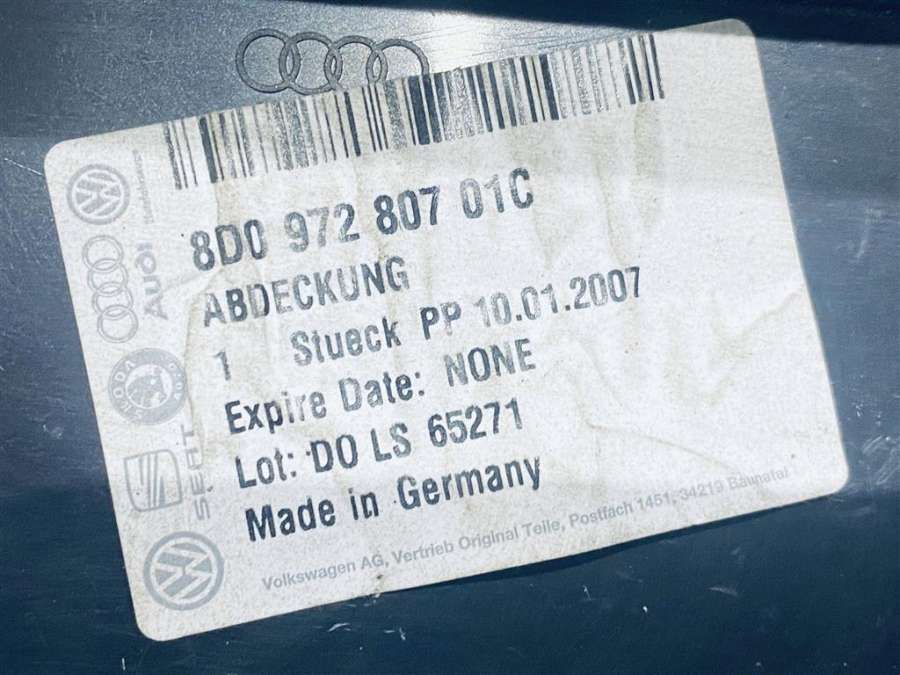 8D0 972 807 01C
ABDECKUNG
1 Stueck PP 10.01.2007
Expire Date: NONE
Lot: DO LS 65271
Made in Germany
Volkswagen AG, Vertrieb Original Teile, Postfach 1451, 34219 Baunatal
Audi
SKODA
SEAT